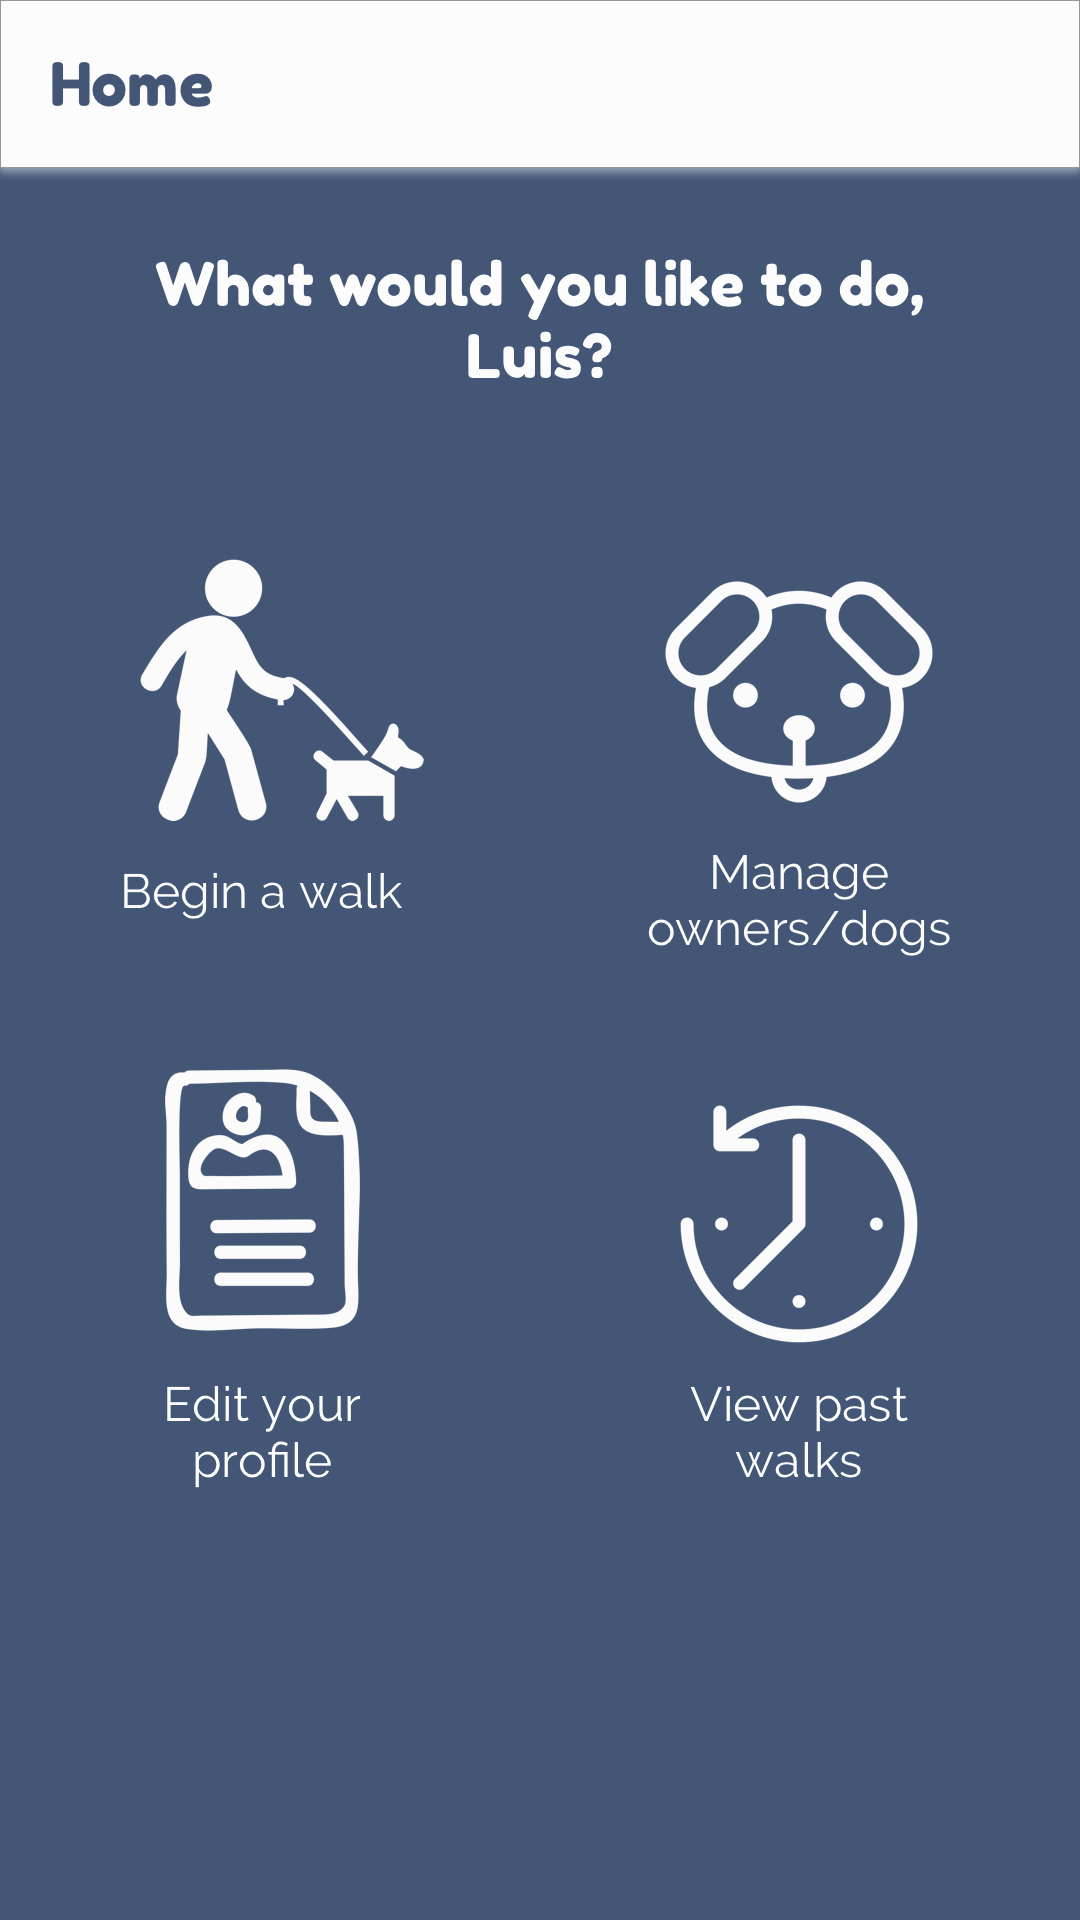 Home
What would you like to do,
Luis?
Begin a walk
Manage
owners/dogs
Edit your
profile
View past
walks